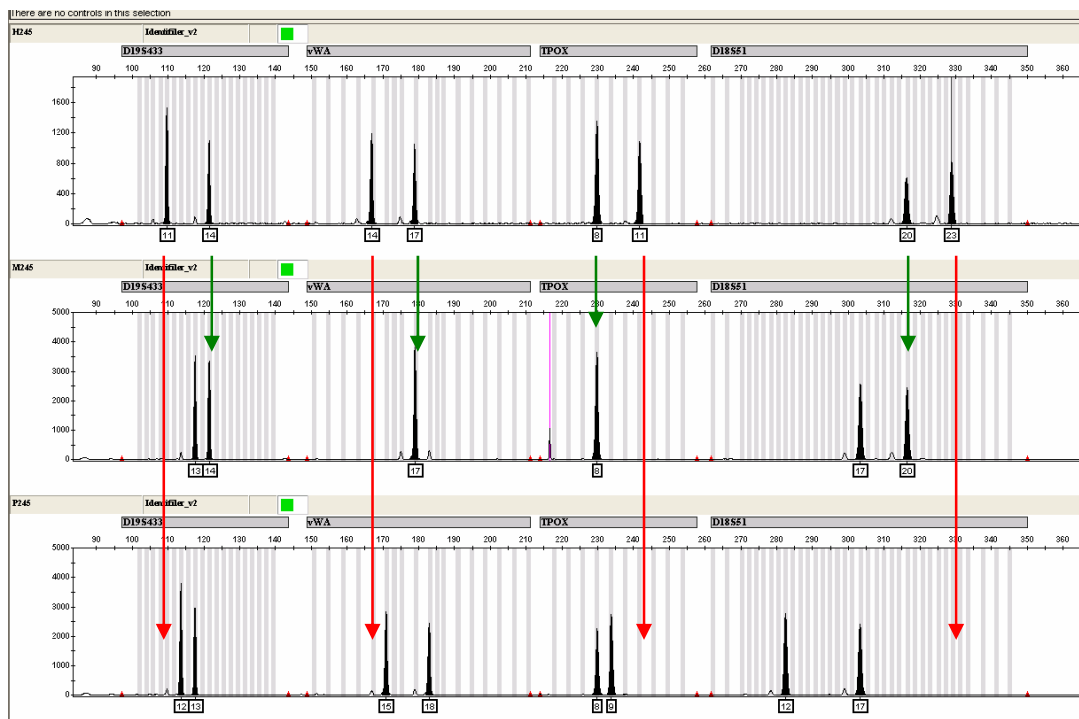 There are no controls in this selection
H245 Identifiler_v2
D19S433 vWA TPOX D18S51
90 100 110 120 130 140 150 160 170 180 190 200 210 220 230 240 250 260 270 280 290 300 310 320 330 340 350 360
1600
1200
800
400
0
11 14 14 17 8 11 20 23
M245 Identifiler_v2
D19S433 vWA TPOX D18S51
90 100 110 120 130 140 150 160 170 180 190 200 210 220 230 240 250 260 270 280 290 300 310 320 330 340 350 360
5000
4000
3000
2000
1000
0
13 14 17 8 17 20
P245 Identifiler_v2
D19S433 vWA TPOX D18S51
90 100 110 120 130 140 150 160 170 180 190 200 210 220 230 240 250 260 270 280 290 300 310 320 330 340 350 360
5000
4000
3000
2000
1000
0
12 13 15 18 8 9 12 17